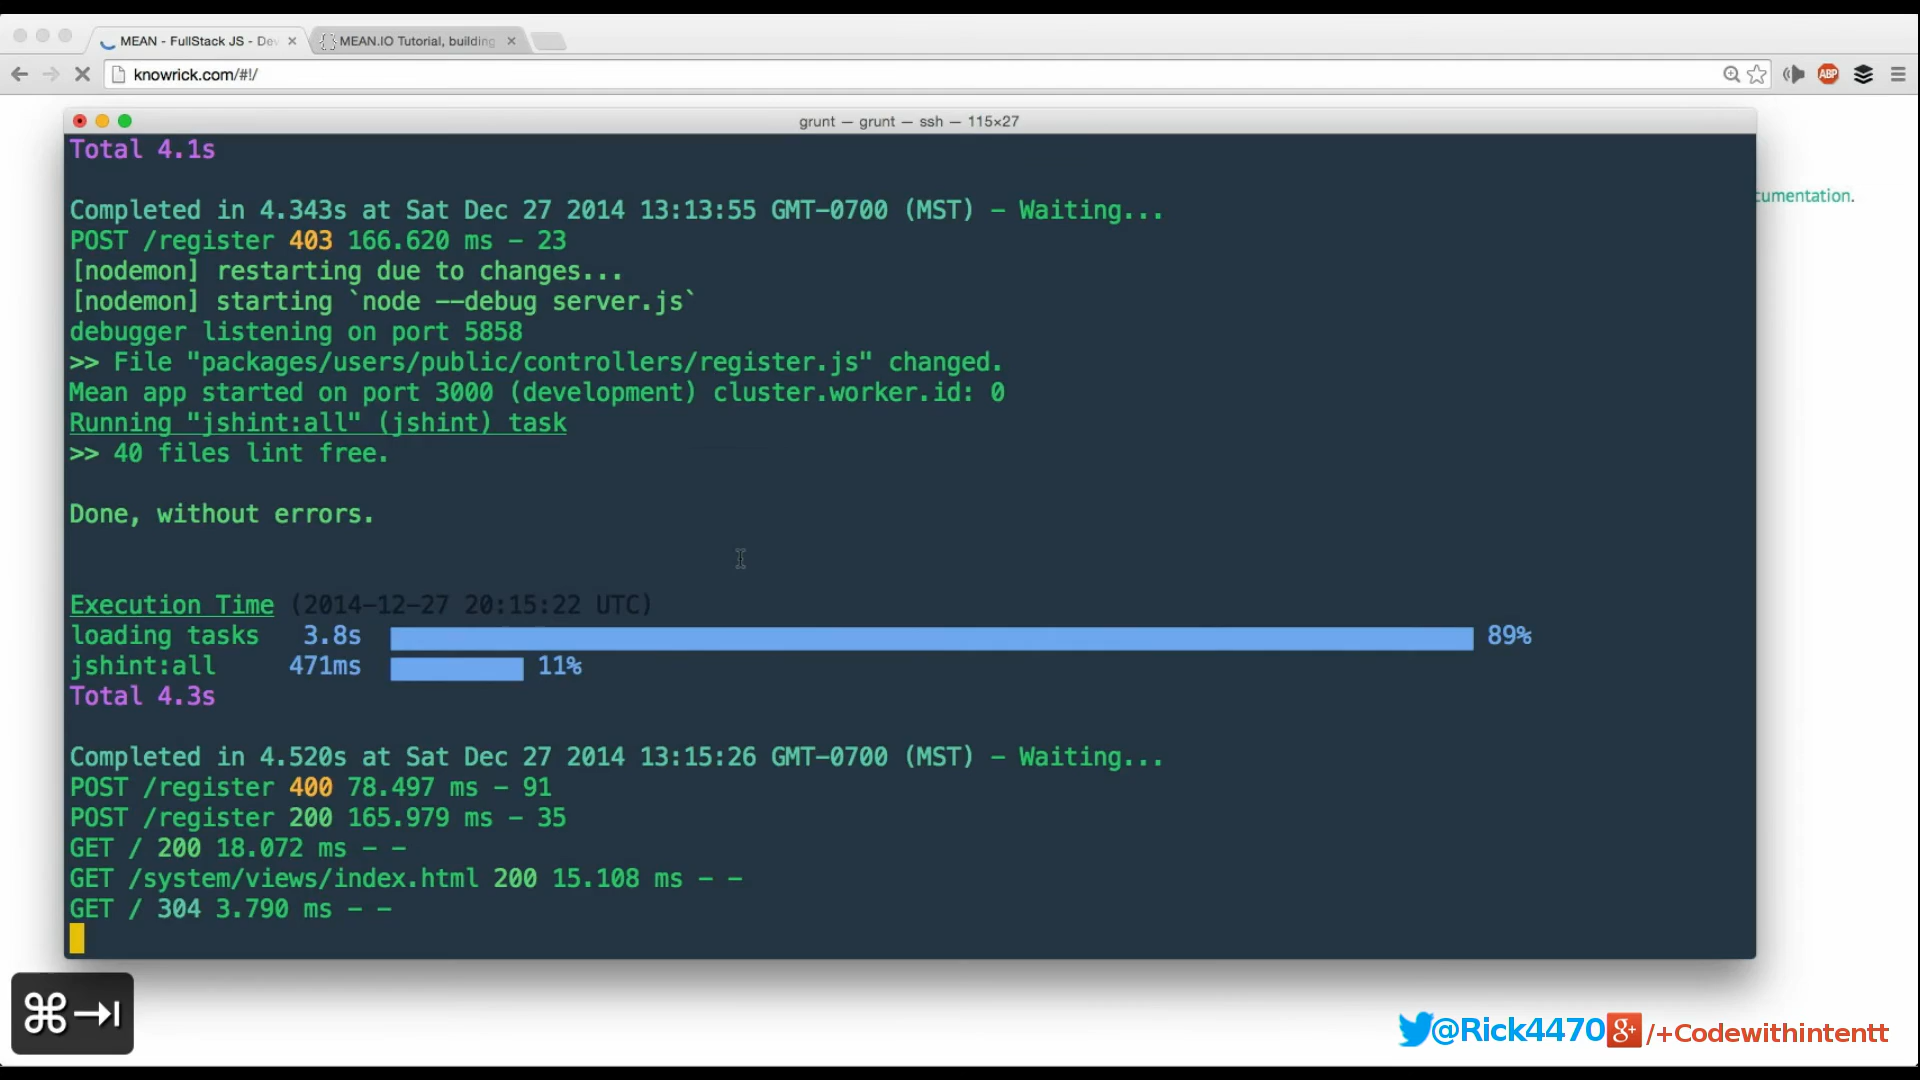 MEAN - FullStack JS - Dev
MEAN.IO Tutorial, building
knowrick.com/#!/
ABP
grunt — grunt — ssh — 115×27
Total 4.1s
Completed in 4.343s at Sat Dec 27 2014 13:13:55 GMT-0700 (MST) - Waiting...
cumentation.
POST /register 403 166.620 ms - 23
[nodemon] restarting due to changes...
[nodemon] starting `node --debug server.js`
debugger listening on port 5858
>> File "packages/users/public/controllers/register.js" changed.
Mean app started on port 3000 (development) cluster.worker.id: 0
Running "jshint:all" (jshint) task
>> 40 files lint free.
Done, without errors.
Execution Time (2014-12-27 20:15:22 UTC)
loading tasks 3.8s 89%
jshint:all 471ms 11%
Total 4.3s
Completed in 4.520s at Sat Dec 27 2014 13:15:26 GMT-0700 (MST) - Waiting...
POST /register 400 78.497 ms - 91
POST /register 200 165.979 ms - 35
GET / 200 18.072 ms - -
GET /system/views/index.html 200 15.108 ms - -
GET / 304 3.790 ms - -
@Rick4470 g+ /+Codewithintentt